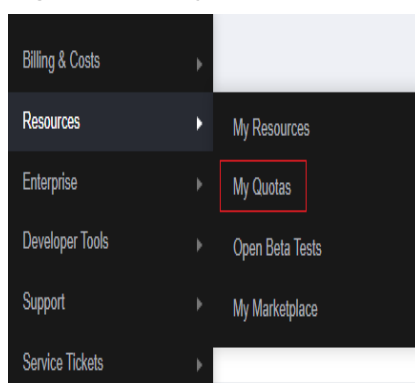 Billing & Costs
Resources
Enterprise
Developer Tools
Support
Service Tickets
My Resources
My Quotas
Open Beta Tests
My Marketplace